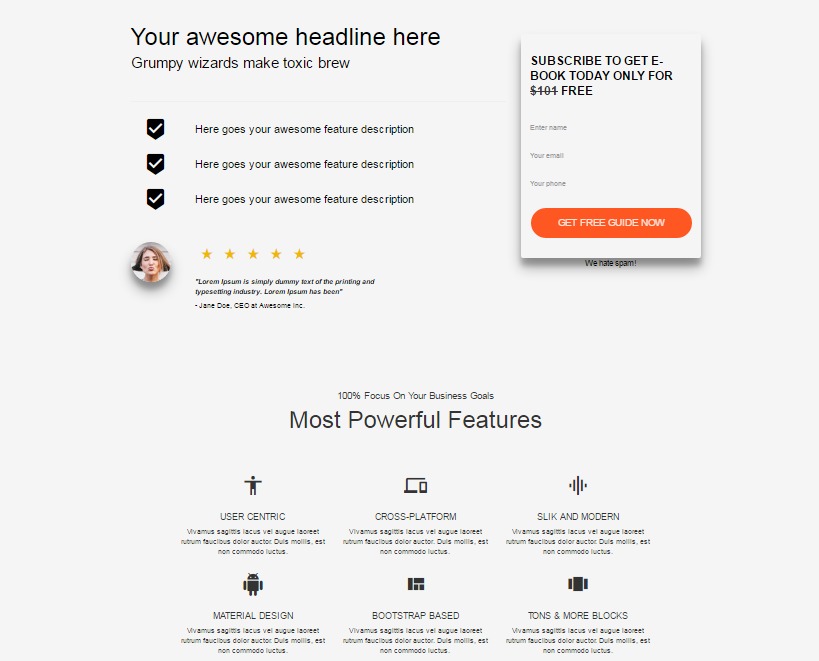 Your awesome headline here
Grumpy wizards make toxic brew
Here goes your awesome feature description
Here goes your awesome feature description
Here goes your awesome feature description
"Lorem Ipsum is simply dummy text of the printing and
typesetting industry. Lorem Ipsum has been"
- Jane Doe, CEO at Awesome Inc.
SUBSCRIBE TO GET E-
BOOK TODAY ONLY FOR
$101 FREE
Enter name
Your email
Your phone
GET FREE GUIDE NOW
We hate spam!
100% Focus On Your Business Goals
Most Powerful Features
USER CENTRIC
Vivamus sagittis lacus vel augue laoreet
rutrum faucibus dolor auctor. Duis mollis, est
non commodo luctus.
CROSS-PLATFORM
Vivamus sagittis lacus vel augue laoreet
rutrum faucibus dolor auctor. Duis mollis, est
non commodo luctus.
SLIK AND MODERN
Vivamus sagittis lacus vel augue laoreet
rutrum faucibus dolor auctor. Duis mollis, est
non commodo luctus.
MATERIAL DESIGN
Vivamus sagittis lacus vel augue laoreet
rutrum faucibus dolor auctor. Duis mollis, est
non commodo luctus.
BOOTSTRAP BASED
Vivamus sagittis lacus vel augue laoreet
rutrum faucibus dolor auctor. Duis mollis, est
non commodo luctus.
TONS & MORE BLOCKS
Vivamus sagittis lacus vel augue laoreet
rutrum faucibus dolor auctor. Duis mollis, est
non commodo luctus.